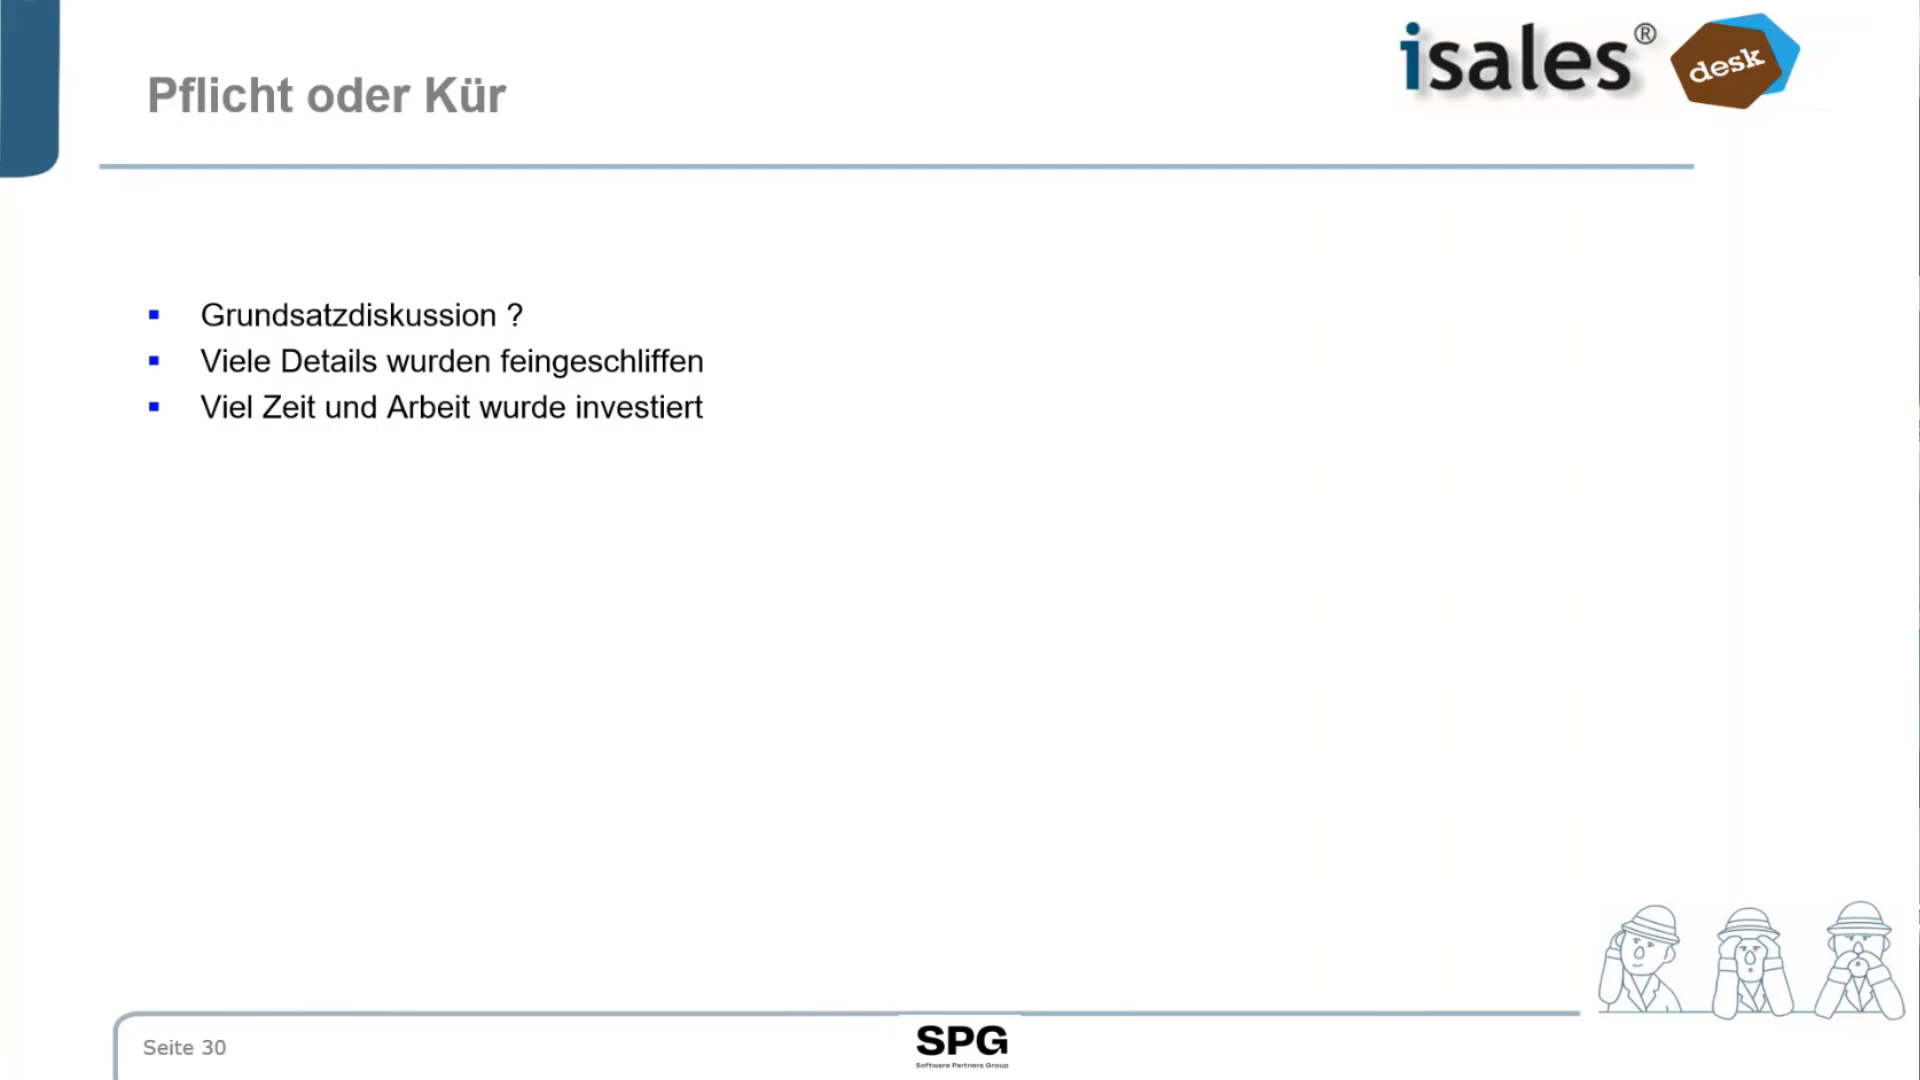 isales®
desk
Pflicht oder Kür
Grundsatzdiskussion ?
Viele Details wurden feingeschliffen
Viel Zeit und Arbeit wurde investiert
Seite 30
SPG
Software Partners Group